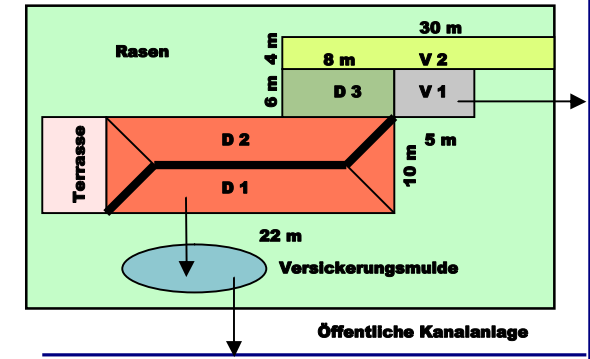 30 m
Rasen
4 m
8 m
V 2
6 m
D 3
V 1
Terrasse
D 2
5 m
10 m
D 1
22 m
Versickerungsmulde
Öffentliche Kanalanlage